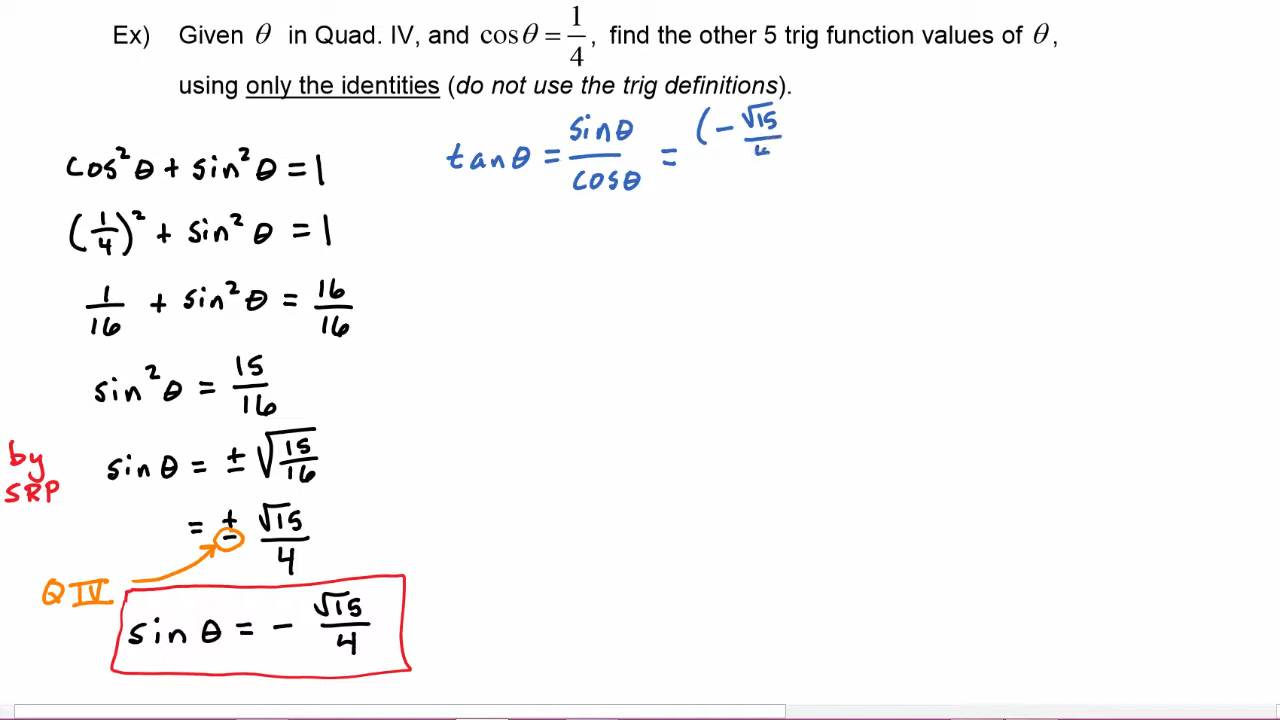 Ex) Given θ in Quad. IV, and cos θ = 1/4, find the other 5 trig function values of θ,
using only the identities (do not use the trig definitions).
cos²θ + sin²θ = 1
(1/4)² + sin²θ = 1
1/16 + sin²θ = 16/16
sin²θ = 15/16
by
SRP
sin θ = ± √(15/16)
= ± √15/4
Q IV
sin θ = - √15/4
tan θ = sin θ/cos θ = (- √15/4